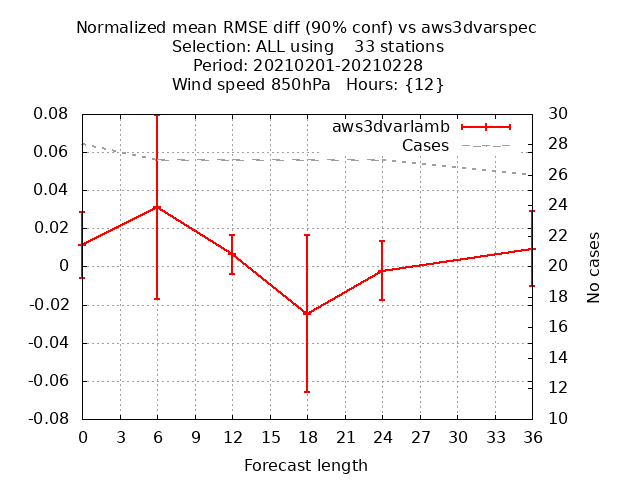 Normalized mean RMSE diff (90% conf) vs aws3dvarspec
Selection: ALL using    33 stations
Period: 20210201-20210228
Wind speed 850hPa   Hours: {12}
aws3dvarlamb
Cases
0.08
0.06
0.04
0.02
0
-0.02
-0.04
-0.06
-0.08
30
28
26
24
22
20
18
16
14
12
10
No cases
0 3 6 9 12 15 18 21 24 27 30 33 36
Forecast length